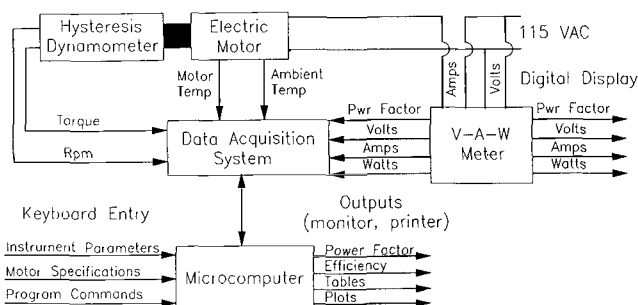 Hysteresis
Dynamometer
Electric
Motor
115 VAC
Amps
Volts
Motor
Temp
Ambient
Temp
Digital Display
Torque
Rpm
Data Acquisition
System
Pwr Factor
Volts
Amps
Watts
V-A-W
Meter
Pwr Factor
Volts
Amps
Watts
Keyboard Entry
Outputs
(monitor, printer)
Instrument Parameters
Motor Specifications
Program Commands
Microcomputer
Power Factor
Efficiency
Tables
Plots